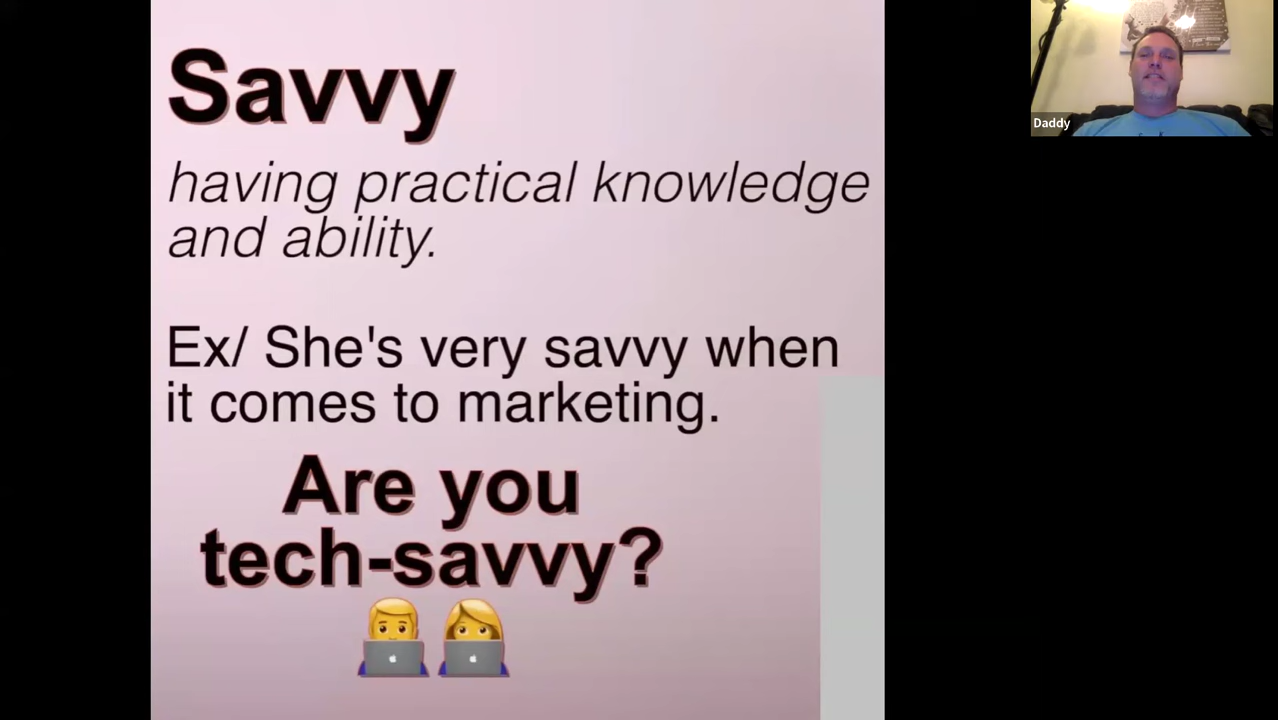 Savvy
having practical knowledge
and ability.
Ex/ She's very savvy when
it comes to marketing.
Are you
tech-savvy?
Daddy